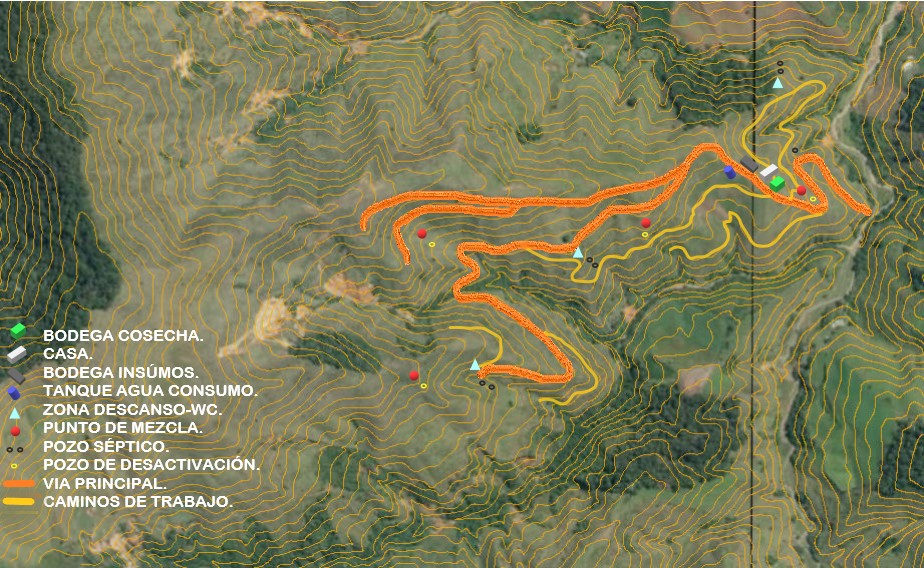 BODEGA COSECHA.
CASA.
BODEGA INSÚMOS.
TANQUE AGUA CONSUMO.
ZONA DESCANSO-WC.
PUNTO DE MEZCLA.
POZO SÉPTICO.
POZO DE DESACTIVACIÓN.
VIA PRINCIPAL.
CAMINOS DE TRABAJO.